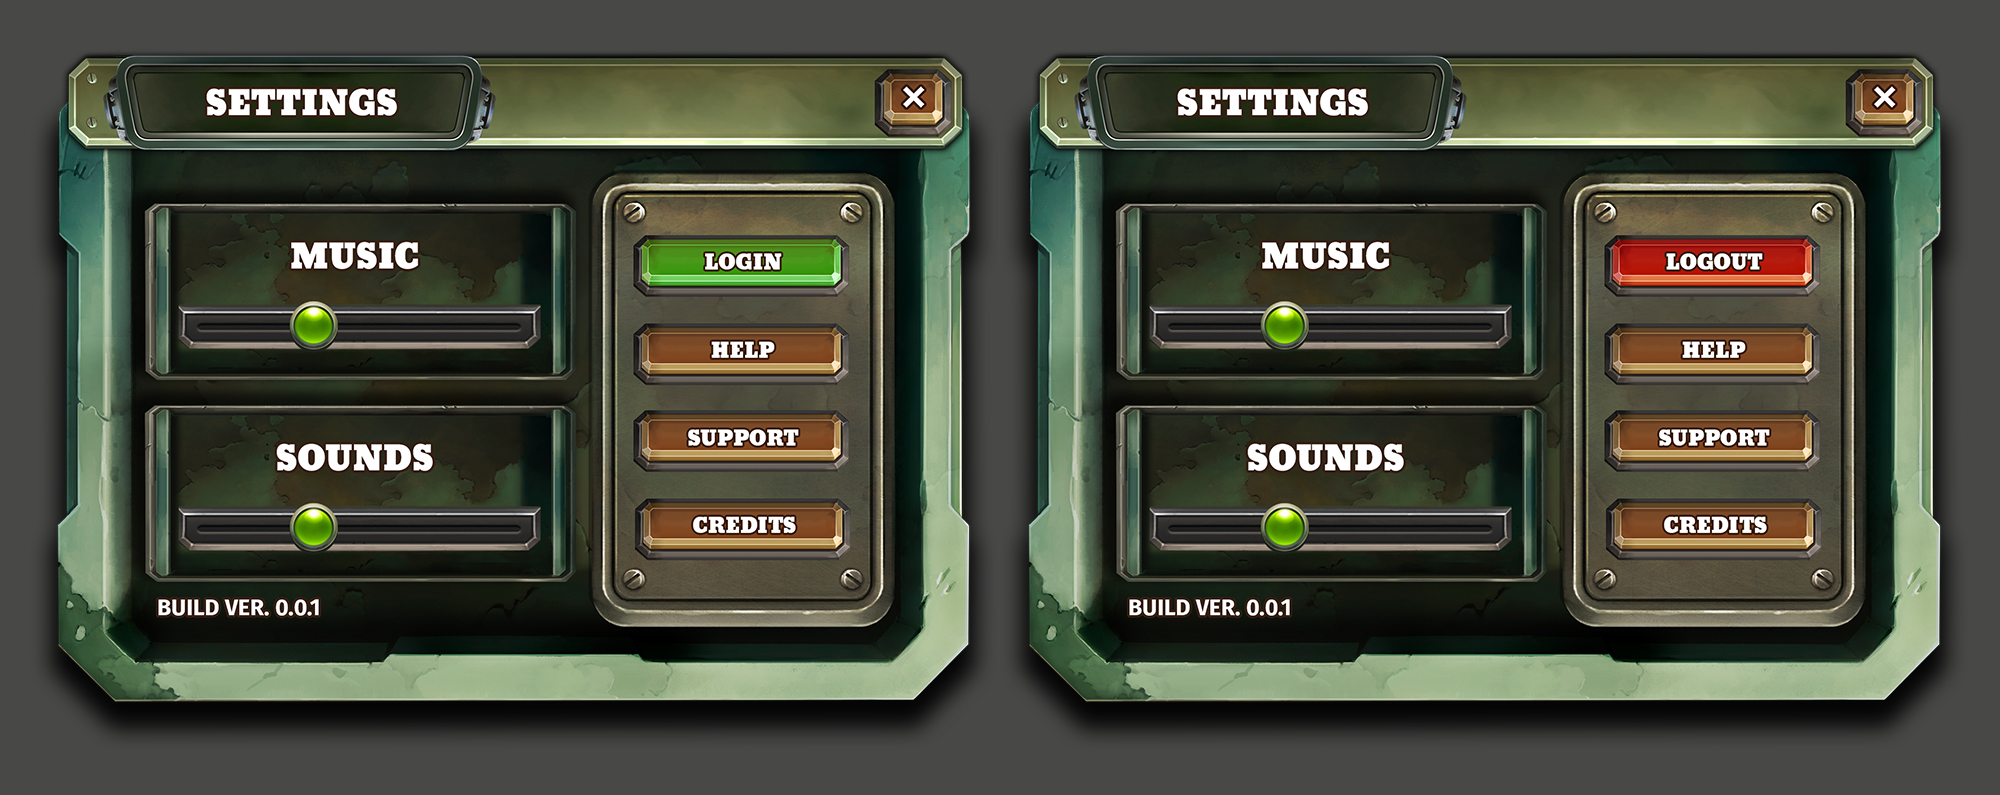 SETTINGS
MUSIC
SOUNDS
BUILD VER. 0.0.1
LOGIN
HELP
SUPPORT
CREDITS
SETTINGS
MUSIC
SOUNDS
BUILD VER. 0.0.1
LOGOUT
HELP
SUPPORT
CREDITS